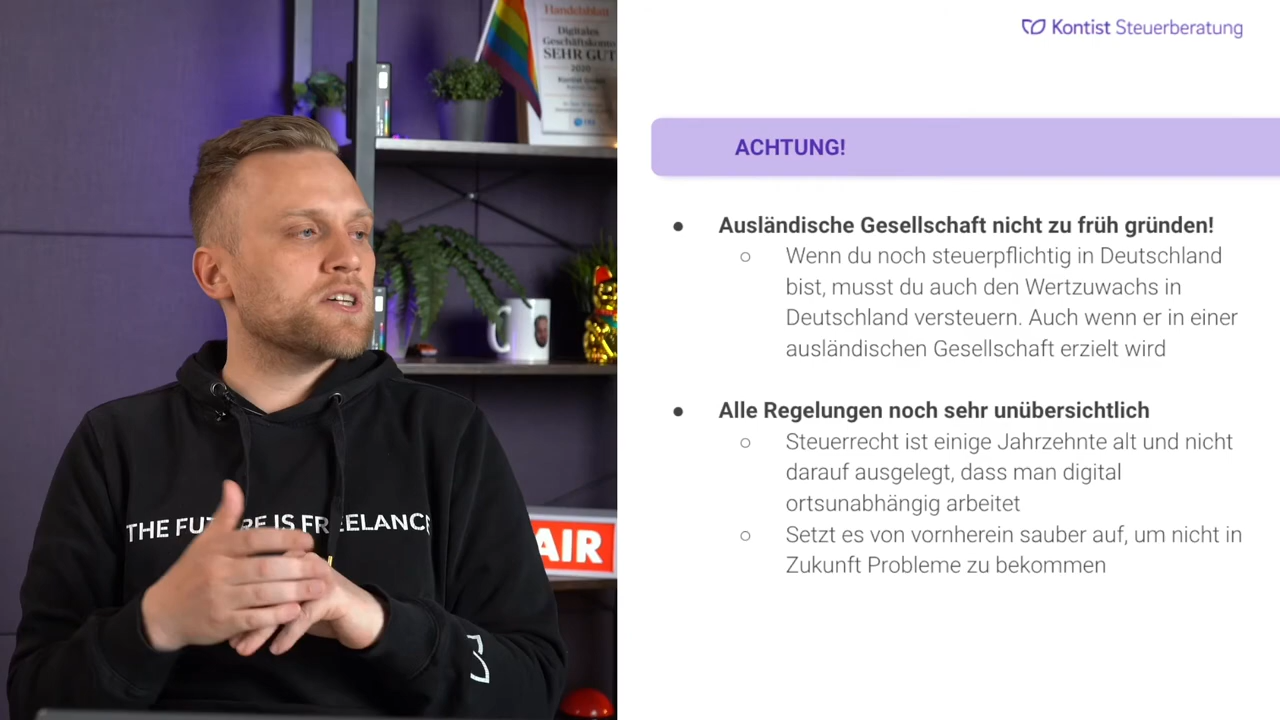 Handelsblatt
Digitales
Geschäftskonto
SEHR GUT
2020
THE FUTURE IS FREELANCE
AIR
Kontist Steuerberatung
ACHTUNG!
● Ausländische Gesellschaft nicht zu früh gründen!
○ Wenn du noch steuerpflichtig in Deutschland
bist, musst du auch den Wertzuwachs in
Deutschland versteuern. Auch wenn er in einer
ausländischen Gesellschaft erzielt wird
● Alle Regelungen noch sehr unübersichtlich
○ Steuerrecht ist einige Jahrzehnte alt und nicht
darauf ausgelegt, dass man digital
ortsunabhängig arbeitet
○ Setzt es von vornherein sauber auf, um nicht in
Zukunft Probleme zu bekommen